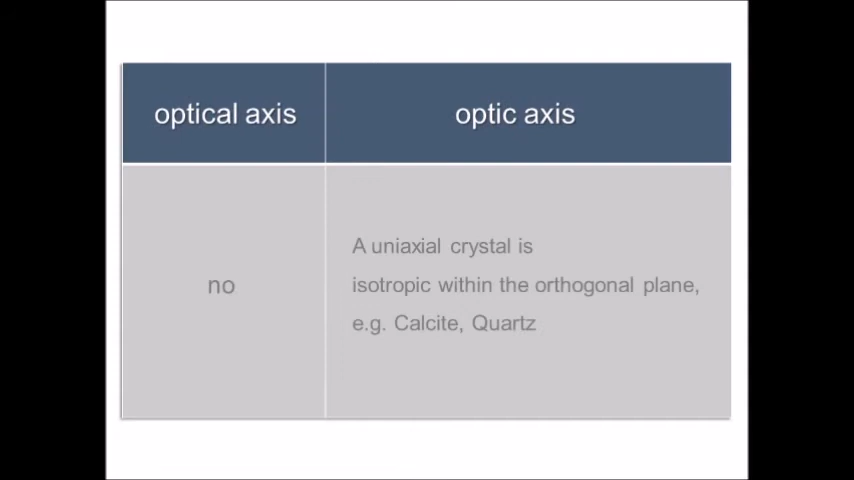 optical axis
optic axis
no
A uniaxial crystal is
isotropic within the orthogonal plane,
e.g. Calcite, Quartz